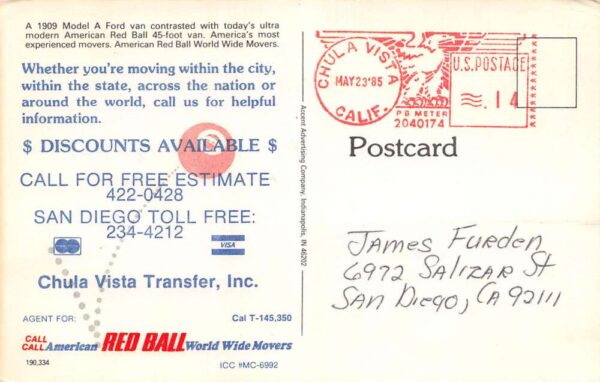 A 1909 Model A Ford van contrasted with today's ultra
modern American Red Ball 45-foot van. America's most
experienced movers. American Red Ball World Wide Movers.
Whether you're moving within the city,
within the state, across the nation or
around the world, call us for helpful
information.
$ DISCOUNTS AVAILABLE $
CALL FOR FREE ESTIMATE
422-0428
SAN DIEGO TOLL FREE:
234-4212
VISA
Chula Vista Transfer, Inc.
AGENT FOR:
Cal T-145,350
CALL
CALL American RED BALL World Wide Movers
190,334
ICC #MC-6992
Accent Advertising Company, Indianapolis, IN 46202
CHULA VISTA
MAY23'85
CALIF.
U.S.POSTAGE
.14
PB METER
2040174
Postcard
James Furden
6972 Salizar St
San Diego, CA 92111